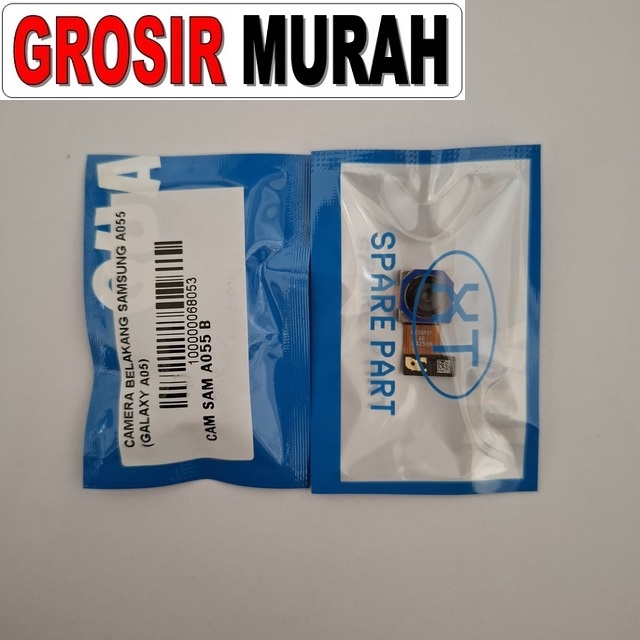 GROSIR MURAH
CAMERA BELAKANG SAMSUNG A055
(GALAXY A05)
100000068053
CAM SAM A055 B
XT
SPARE PART